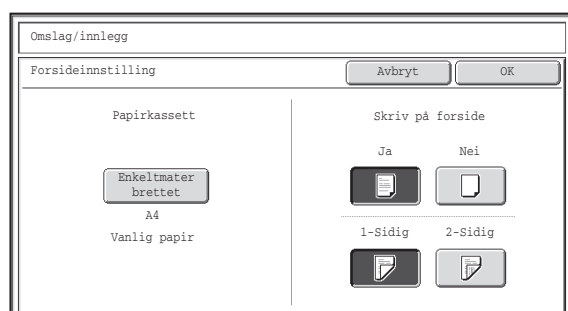 Omslag/innlegg
Forsideinnstilling
Avbryt
OK
Papirkassett
Enkeltmater
brettet
A4
Vanlig papir
Skriv på forside
Ja Nei
1-Sidig 2-Sidig